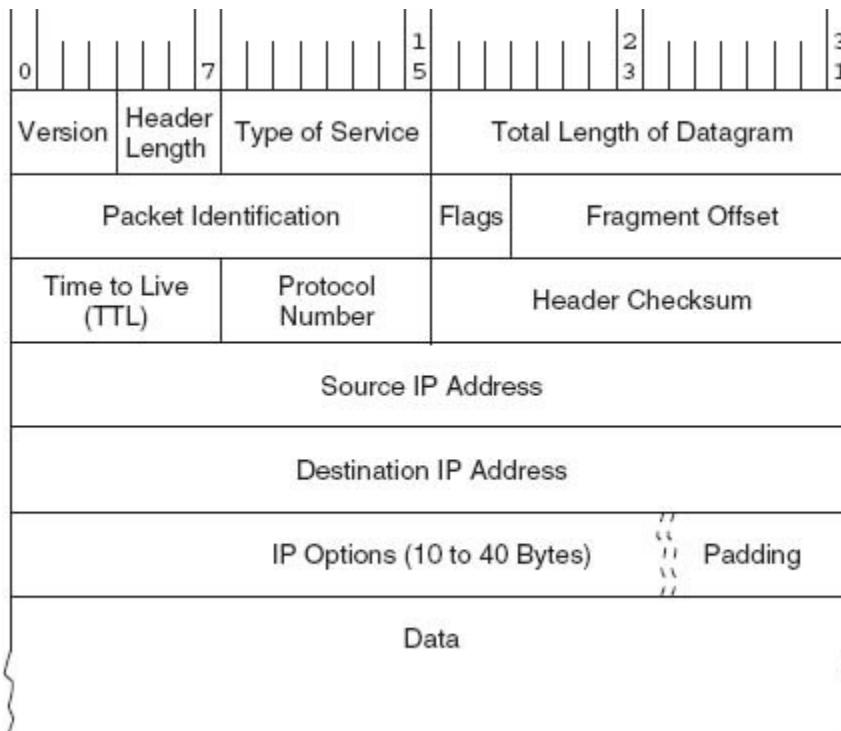 1 2 3
0 7 5 3 1
Version Header Length Type of Service Total Length of Datagram
Packet Identification Flags Fragment Offset
Time to Live (TTL) Protocol Number Header Checksum
Source IP Address
Destination IP Address
IP Options (10 to 40 Bytes) Padding
Data